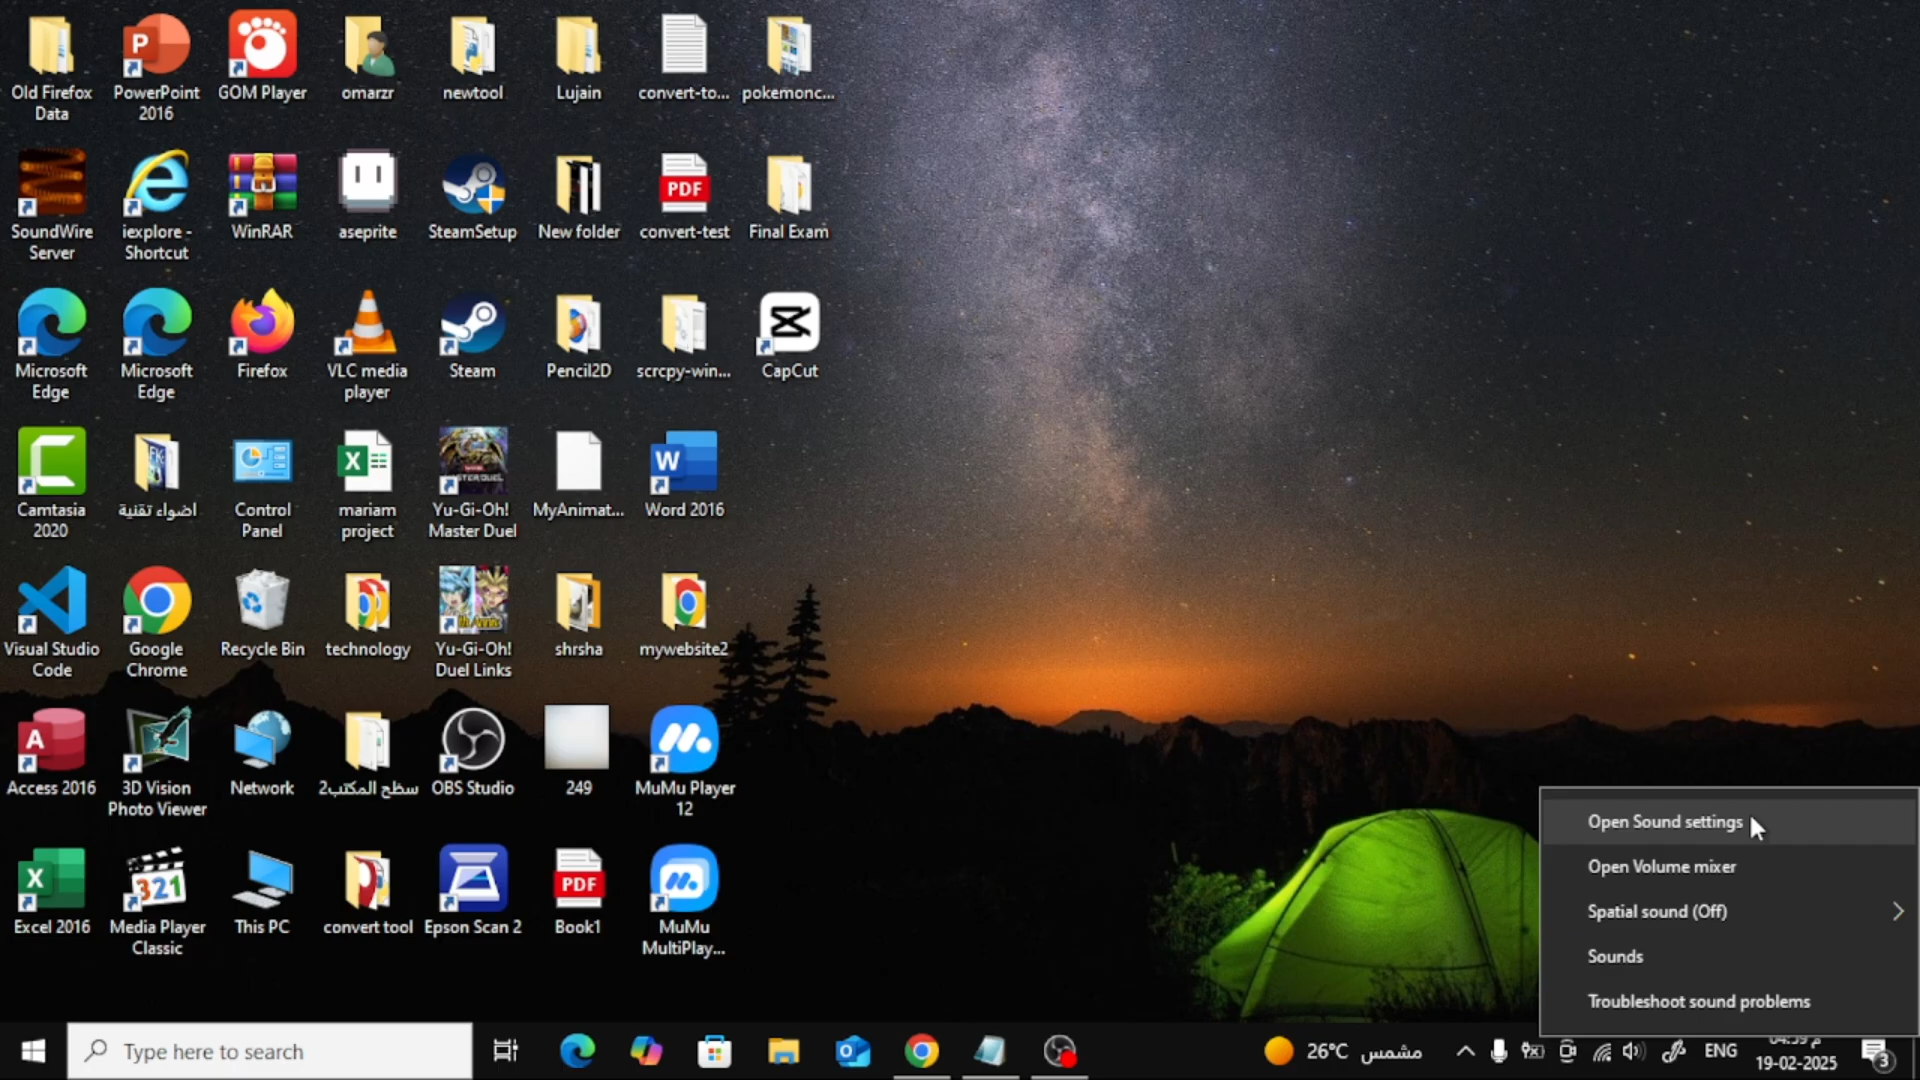 Old Firefox
Data
PowerPoint
2016
GOM Player
omarzr
newtool
Lujain
convert-to...
pokemonc...
SoundWire
Server
iexplore -
Shortcut
WinRAR
aseprite
SteamSetup
New folder
PDF
convert-test
Final Exam
Microsoft
Edge
Microsoft
Edge
Firefox
VLC media
player
Steam
Pencil2D
scrcpy-win...
CapCut
Camtasia
2020
اضواء تقنية
Control
Panel
mariam
project
Yu-Gi-Oh!
Master Duel
MyAnimat...
Word 2016
Visual Studio
Code
Google
Chrome
Recycle Bin
technology
Yu-Gi-Oh!
Duel Links
shrsha
mywebsite2
Access 2016
3D Vision
Photo Viewer
Network
سطح المكتب2
OBS Studio
249
MuMu Player
12
Excel 2016
321
Media Player
Classic
This PC
convert tool
Epson Scan 2
PDF
Book1
MuMu
MultiPlay...
Open Sound settings
Open Volume mixer
Spatial sound (Off)
Sounds
Troubleshoot sound problems
Type here to search
26°C مشمس
ENG
19-02-2025
3